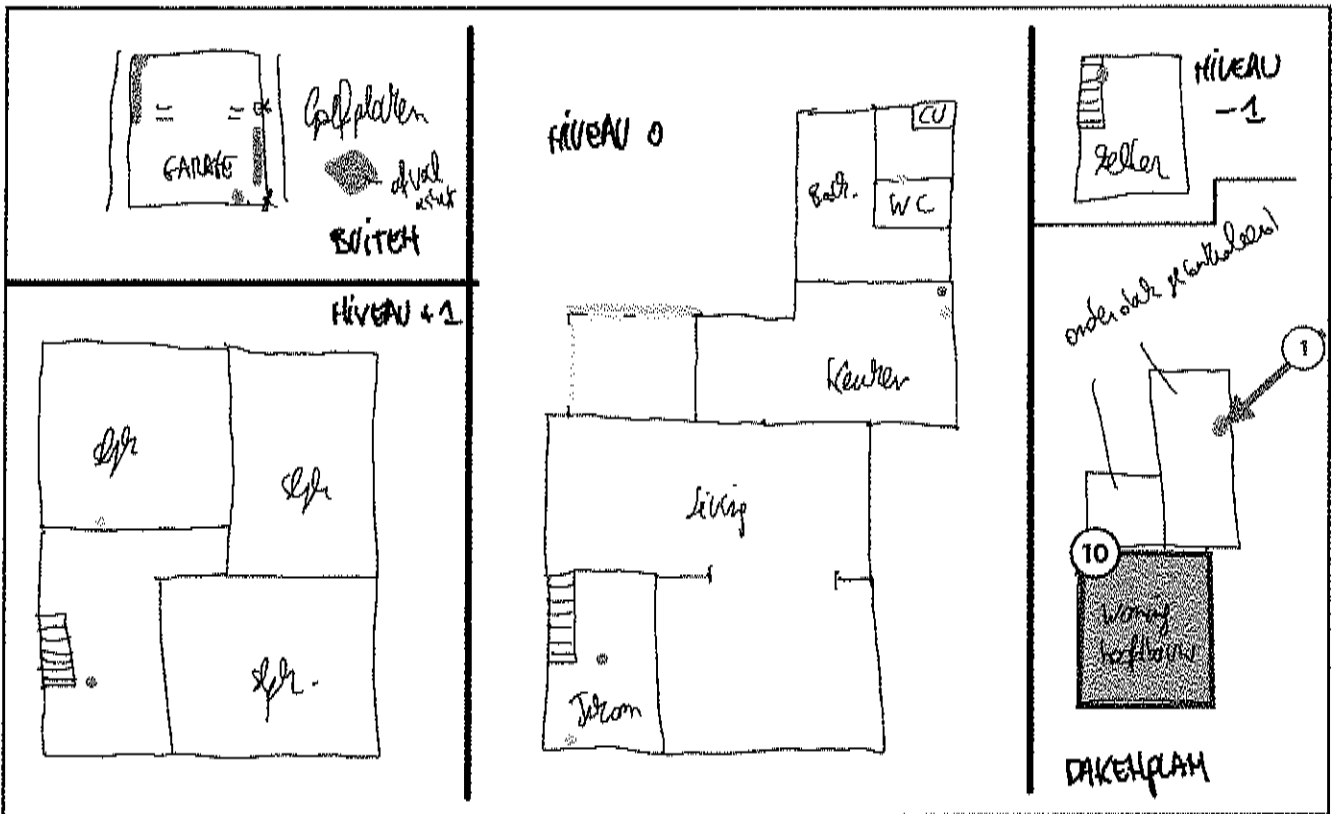 Golfplaten
GARAGE
BUITEN
NIVEAU +1
slpk
slpk
slpk.
NIVEAU 0
CV
Badk.
WC
Keuken
Living
Inkom
NIVEAU
-1
Kelder
onderdak gecontroleerd
1
10
Woning
hoofdbouw
DAKENPLAN